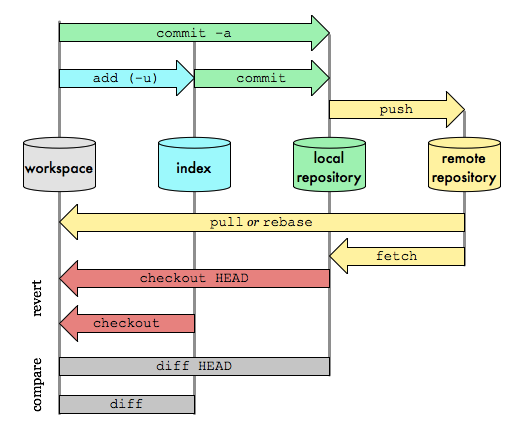 commit -a
add (-u)
commit
push
workspace
index
local
repository
remote
repository
pull or rebase
fetch
revert
checkout HEAD
checkout
compare
diff HEAD
diff